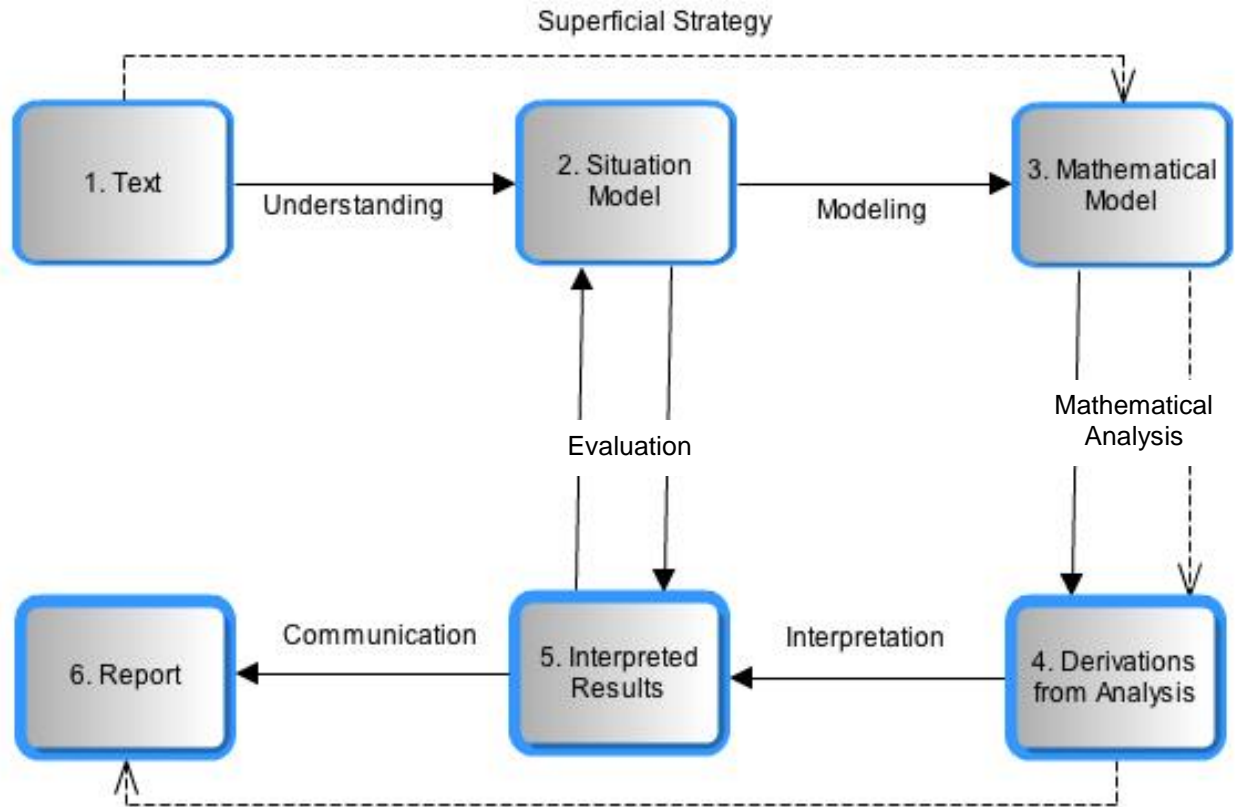 Superficial Strategy
1. Text
Understanding
2. Situation
Model
Modeling
3. Mathematical
Model
Evaluation
Mathematical
Analysis
6. Report
Communication
5. Interpreted
Results
Interpretation
4. Derivations
from Analysis